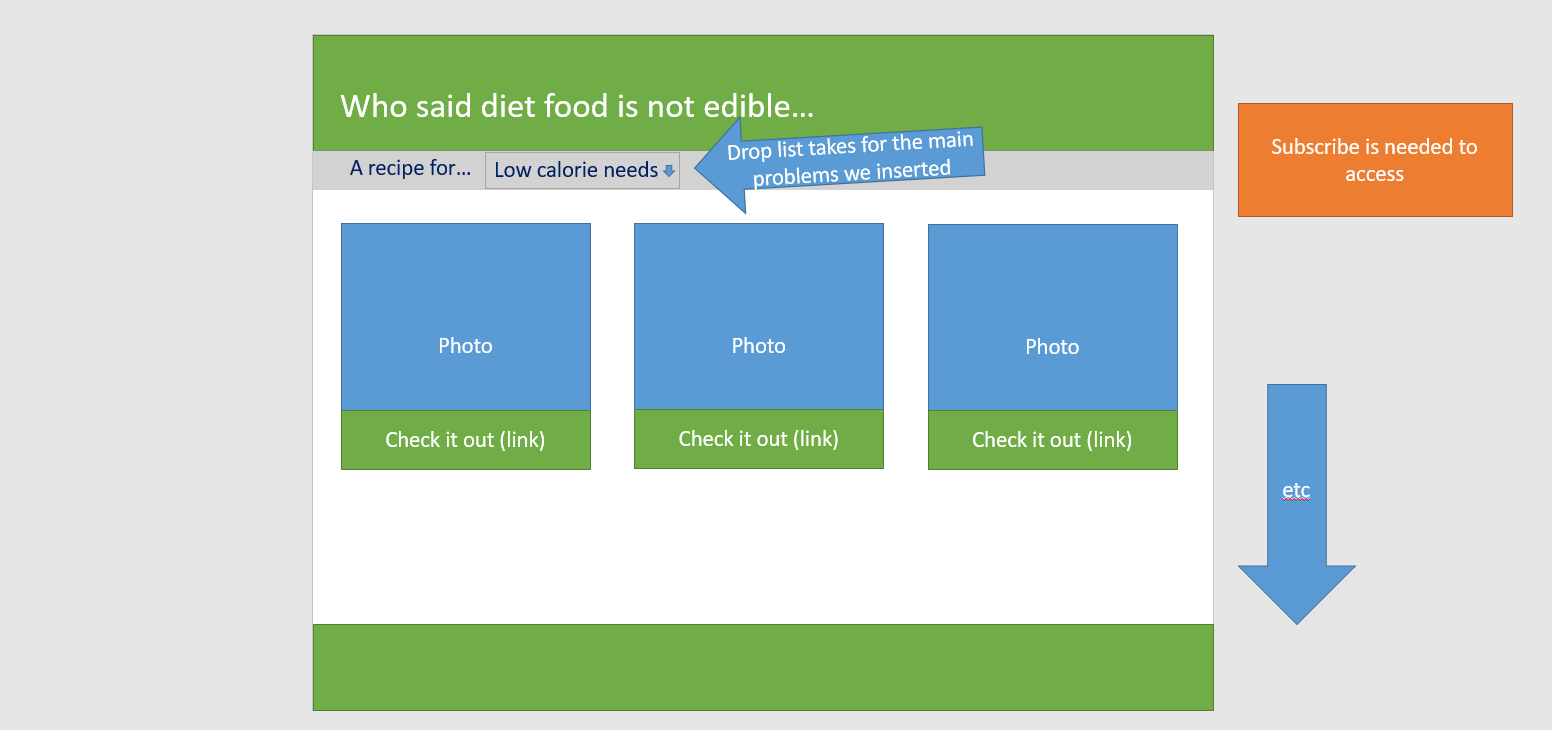 Who said diet food is not edible...
A recipe for...
Low calorie needs
Drop list takes for the main
problems we inserted
Subscribe is needed to
access
Photo
Photo
Photo
Check it out (link)
Check it out (link)
Check it out (link)
etc